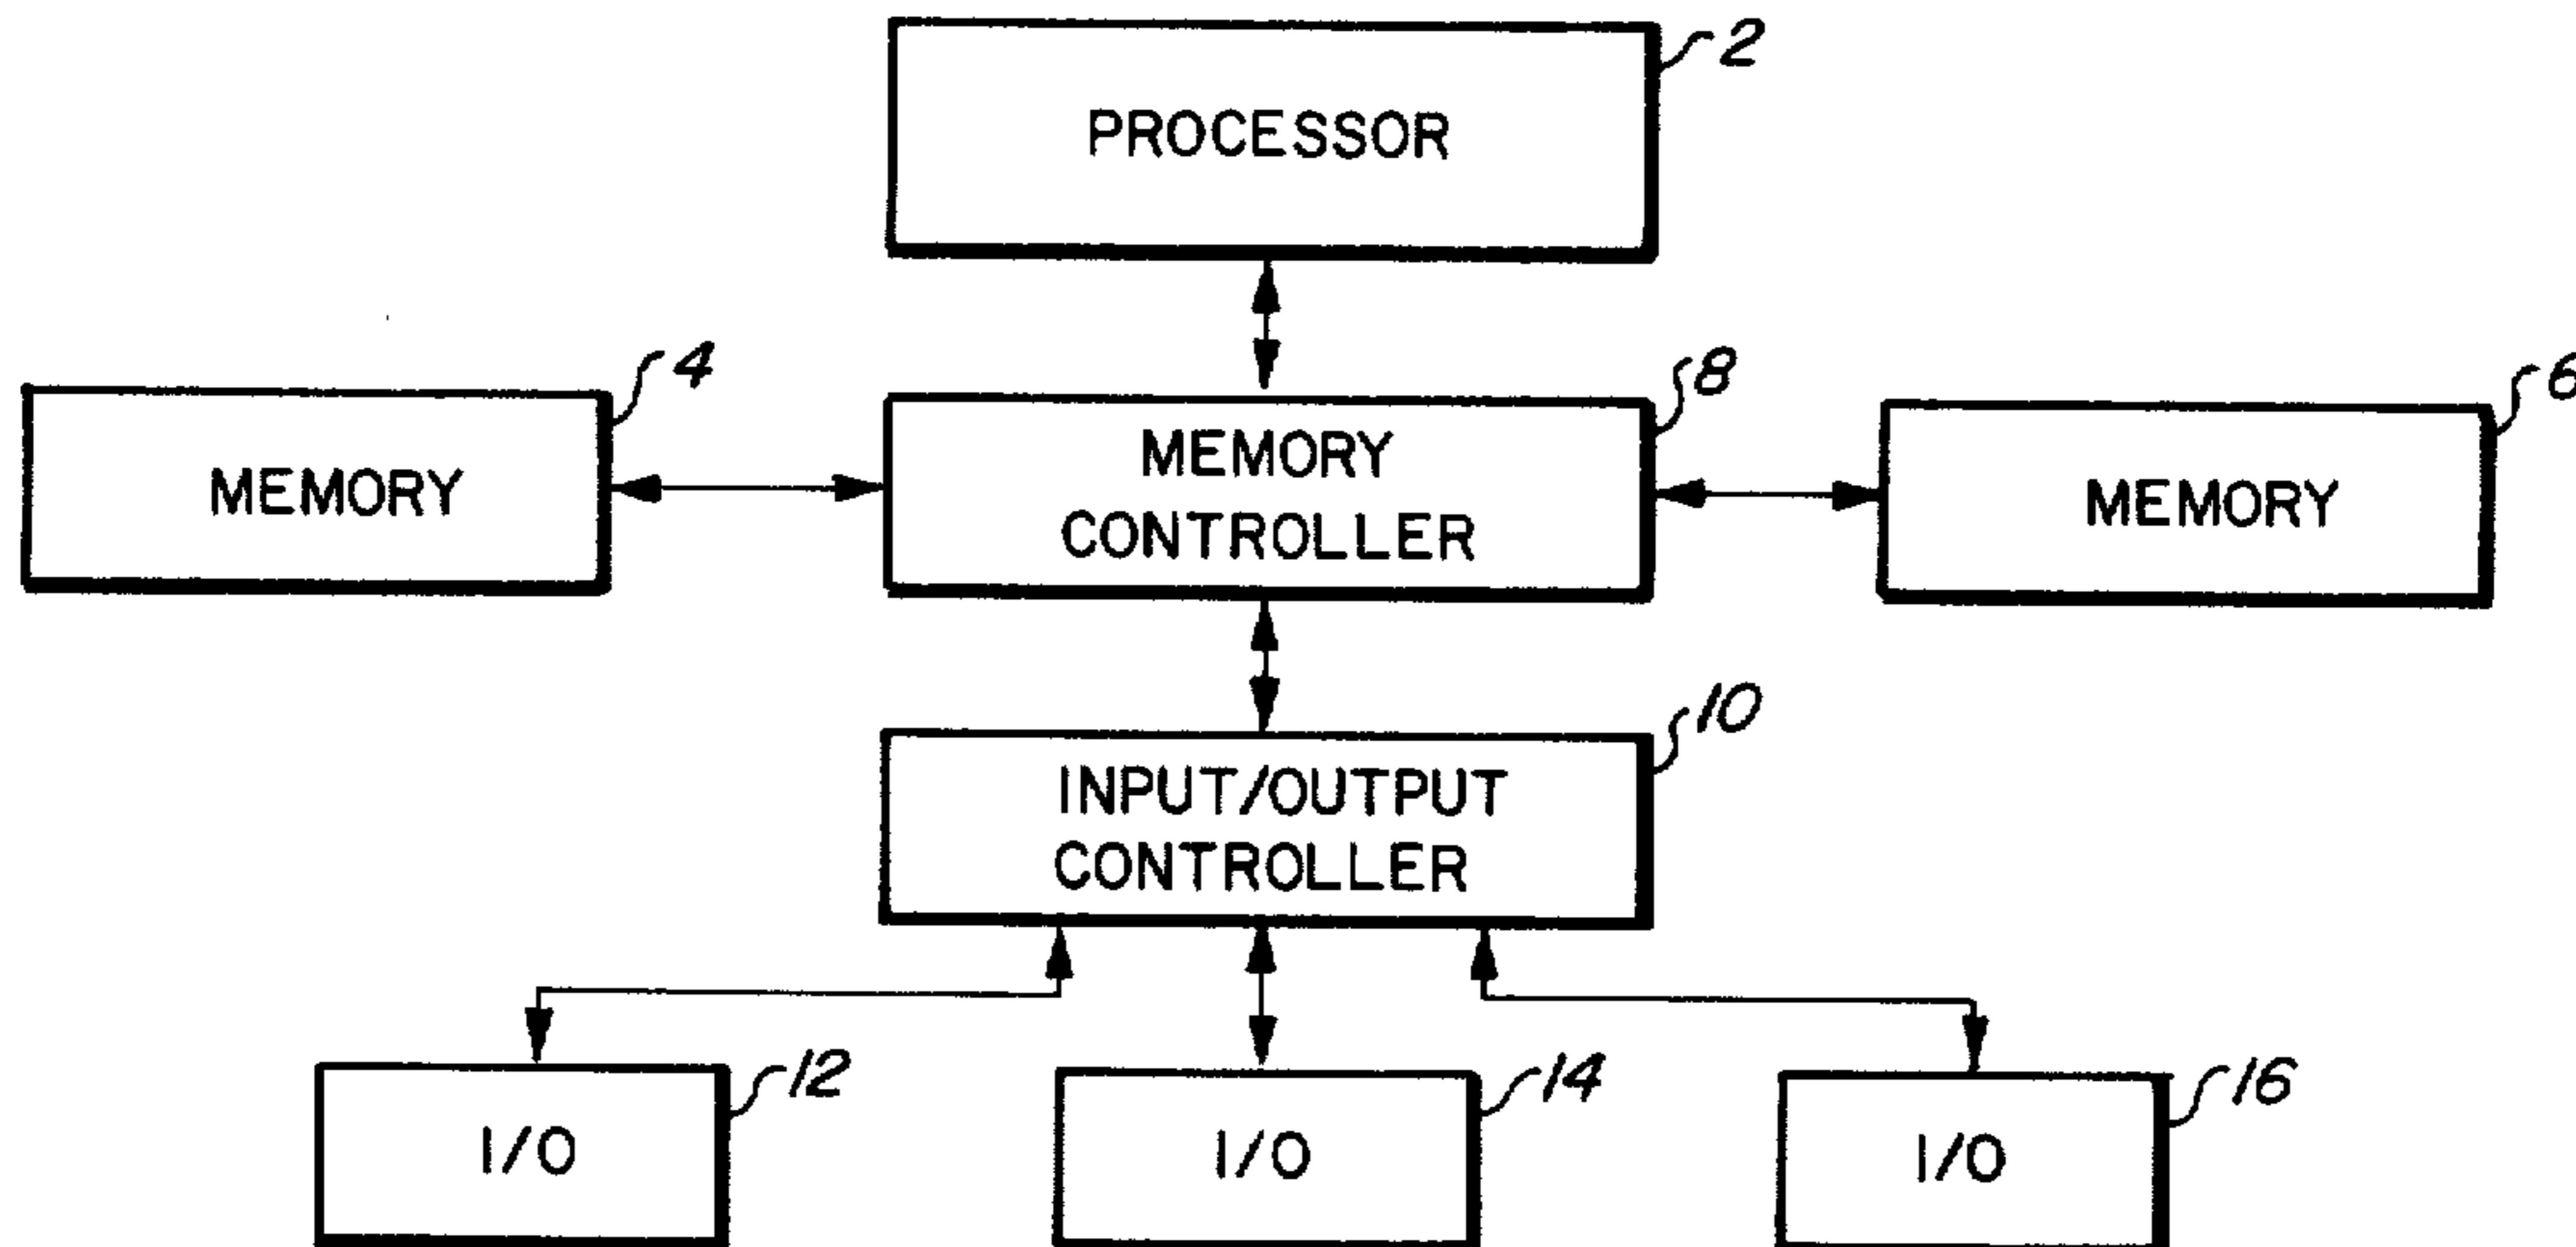 2
PROCESSOR
4
8
6
MEMORY
MEMORY
CONTROLLER
MEMORY
10
INPUT/OUTPUT
CONTROLLER
12
14
16
I/O
I/O
I/O